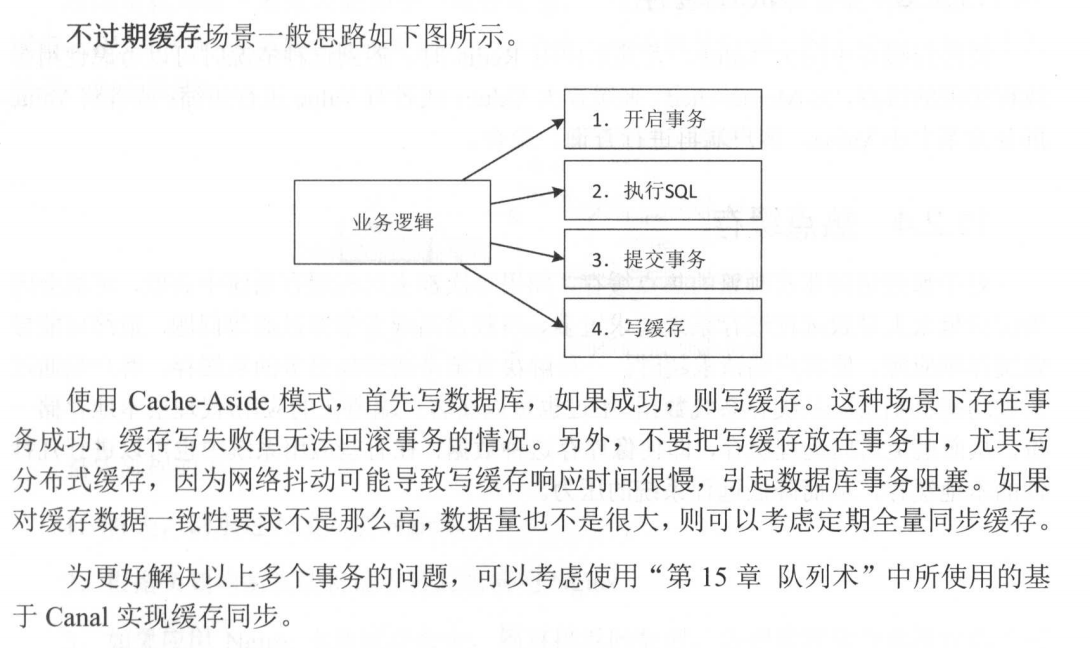 不过期缓存场景一般思路如下图所示。
1. 开启事务
2. 执行SQL
业务逻辑
3. 提交事务
4. 写缓存
使用 Cache-Aside 模式，首先写数据库，如果成功，则写缓存。这种场景下存在事
务成功、缓存写失败但无法回滚事务的情况。另外，不要把写缓存放在事务中，尤其写
分布式缓存，因为网络抖动可能导致写缓存响应时间很慢，引起数据库事务阻塞。如果
对缓存数据一致性要求不是那么高，数据量也不是很大，则可以考虑定期全量同步缓存。
为更好解决以上多个事务的问题，可以考虑使用“第 15 章 队列术”中所使用的基
于 Canal 实现缓存同步。